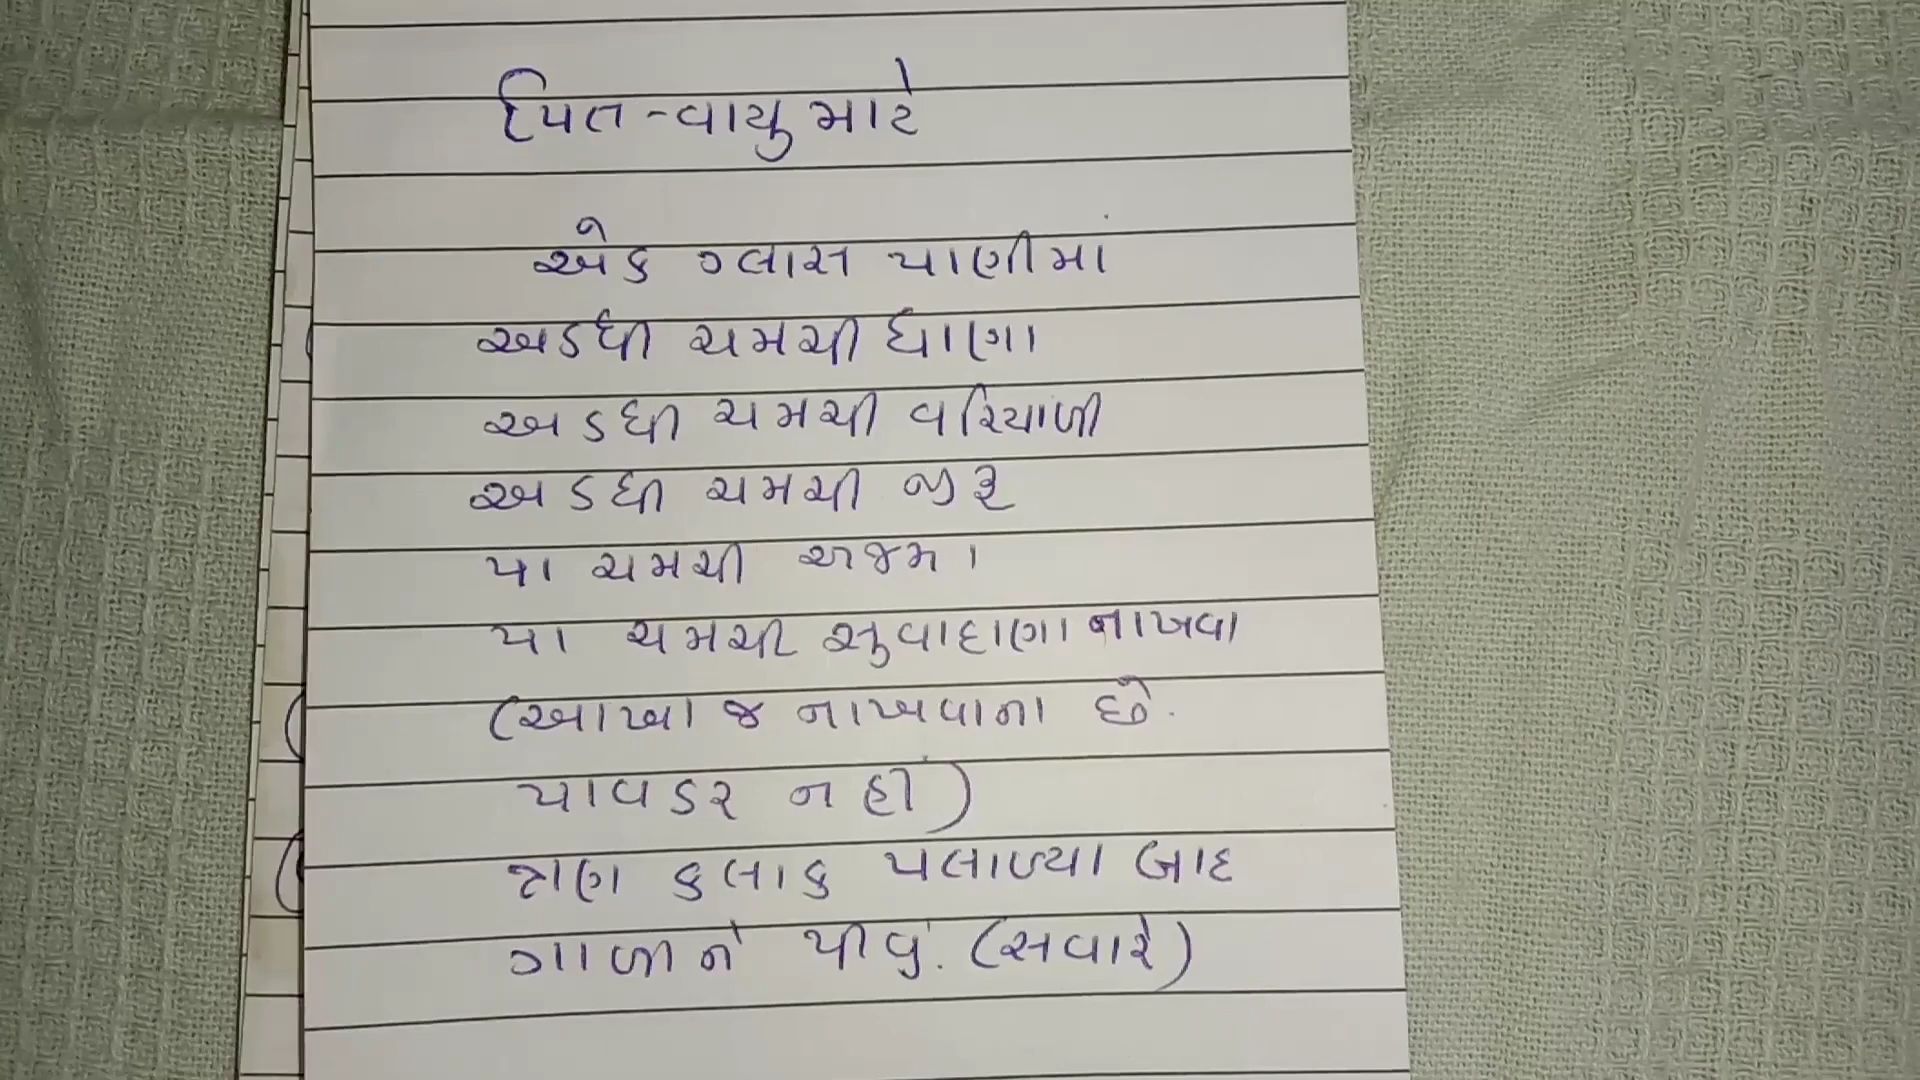 પિત-વાયુ માટે
એક ગ્લાસ પાણીમાં
અડધી ચમચી ધાણા
અડધી ચમચી વરિયાળી
અડધી ચમચી જીરૂ
પા ચમચી અજમા
પા ચમચી સુવાદાણા નાખવા
(આખા જ નાખવાના છે.
પાવડર નહીં)
ત્રણ કલાક પલાળ્યા બાદ
ગાળીને પીવું. (સવારે)